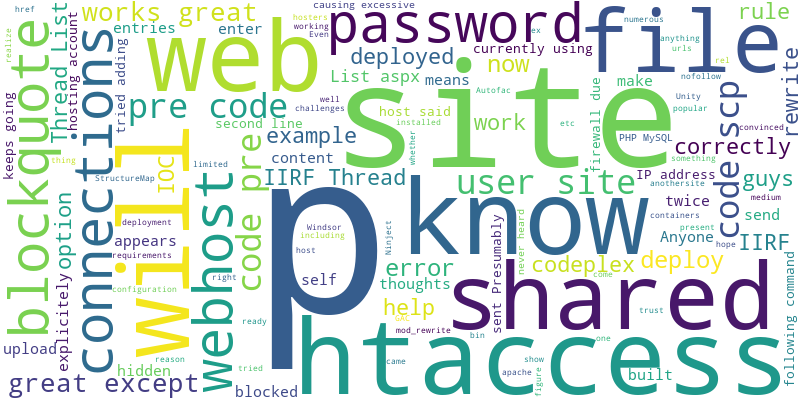 href
causing excessive
hosters
working
Even
works great
password
ex
numerous
rule
entries
enter
web
currently using
file
anything
urls
realize
Thread List
hosting account
tried adding
deployed
now
rel
nofollow
rewrite
List aspx
means
Autofac
make
Unity
popular
blockquote
connections
pre code
well
challenges
host said
installed
etc
firewall due
PHP MySQL
second line
example
work
whether
site
code scp
convinced
correctly
something
keeps going
thing
will
IOC
limited
content
IIRF Thread
user site
IP address
anothersite
medium
guys
StructureMap
webhost
code pre
p
know
twice
containers
send
option
deployment
appears
requirements
Windsor
including
host
Ninject
sent Presumably
never heard
present
Anyone
hope
IIRF
explicitely
right
self
error
thoughts
codeplex
come
deploy
configuration
shared
trust
following command
ready
help
GAC
mod_rewrite
bin
one
upload
reason
hidden
tried
came
htaccess
apache
show
figure
built
great except
blocked